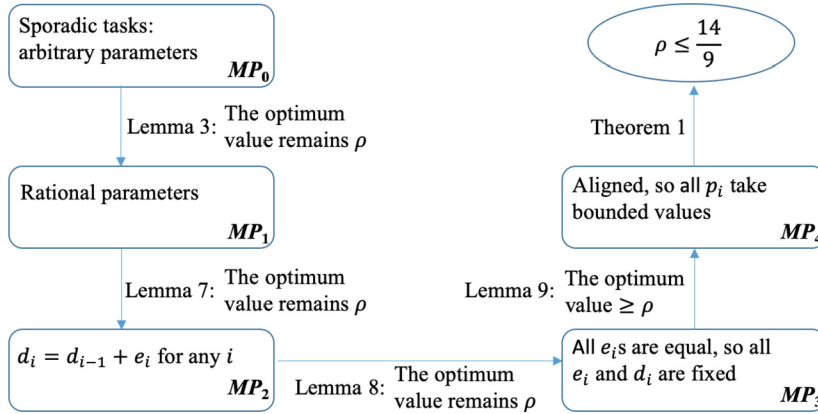 Sporadic tasks:
arbitrary parameters
MP₀
Lemma 3: The optimum
value remains ρ
Rational parameters
MP₁
Lemma 7: The optimum
value remains ρ
dᵢ = dᵢ₋₁ + eᵢ for any i
MP₂
Lemma 8: The optimum
value remains ρ
All eᵢs are equal, so all
eᵢ and dᵢ are fixed
MP₃
Lemma 9: The optimum
value ≥ ρ
Aligned, so all pᵢ take
bounded values
MP₄
Theorem 1
ρ ≤ 14/9